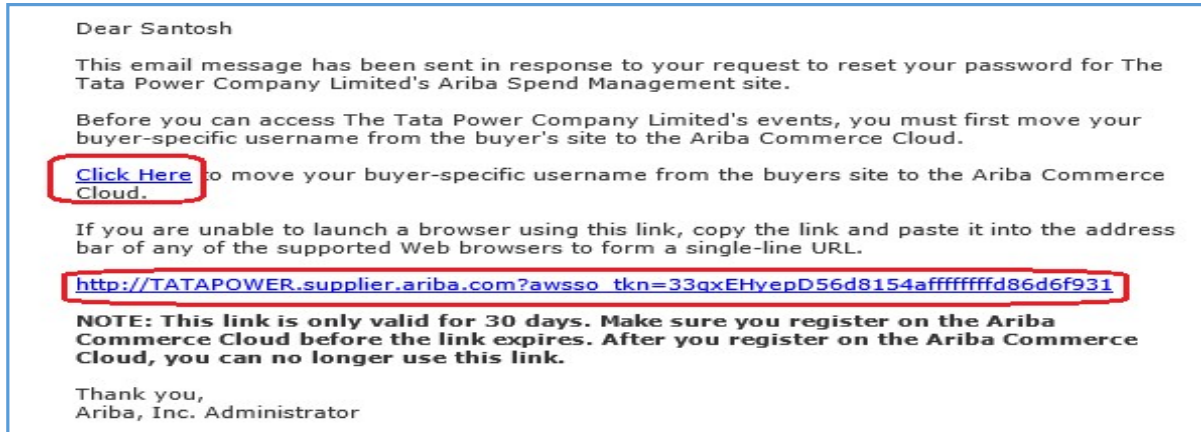 Dear Santosh
This email message has been sent in response to your request to reset your password for The
Tata Power Company Limited's Ariba Spend Management site.
Before you can access The Tata Power Company Limited's events, you must first move your
buyer-specific username from the buyer's site to the Ariba Commerce Cloud.
Click Here to move your buyer-specific username from the buyers site to the Ariba Commerce
Cloud.
If you are unable to launch a browser using this link, copy the link and paste it into the address
bar of any of the supported Web browsers to form a single-line URL.
http://TATAPOWER.supplier.ariba.com?awsso_tkn=33qxEHyepD56d8154affffffffd86d6f931
NOTE: This link is only valid for 30 days. Make sure you register on the Ariba
Commerce Cloud before the link expires. After you register on the Ariba Commerce
Cloud, you can no longer use this link.
Thank you,
Ariba, Inc. Administrator